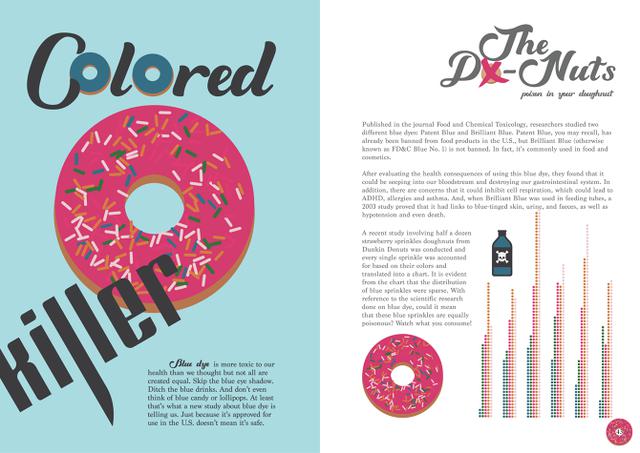 Colored
killer
Blue dye is more toxic to our
health than we thought but not all are
created equal. Skip the blue eye shadow.
Ditch the blue drinks. And don't even
think of blue candy or lollipops. At least
that's what a new study about blue dye is
telling us. Just because it's approved for
use in the U.S. doesn't mean it's safe.
The
Dx-Nuts
poison in your doughnut
Published in the journal Food and Chemical Toxicology, researchers studied two
different blue dyes: Patent Blue and Brilliant Blue. Patent Blue, you may recall, has
already been banned from food products in the U.S., but Brilliant Blue (otherwise
known as FD&C Blue No. 1) is not banned. In fact, it's commonly used in food and
cosmetics.
After evaluating the health consequences of using this blue dye, they found that it
could be seeping into our bloodstream and destroying our gastrointestinal system. In
addition, there are concerns that it could inhibit cell respiration, which could lead to
ADHD, allergies and asthma. And, when Brilliant Blue was used in feeding tubes, a
2003 study proved that it had links to blue-tinged skin, urine, and faeces, as well as
hypotension and even death.
A recent study involving half a dozen
strawberry sprinkles doughnuts from
Dunkin Donuts was conducted and
every single sprinkle was accounted
for based on their colors and
translated into a chart. It is evident
from the chart that the distribution
of blue sprinkles were sparse. With
reference to the scientific research
done on blue dye, could it mean
that these blue sprinkles are equally
poisonous? Watch what you consume!